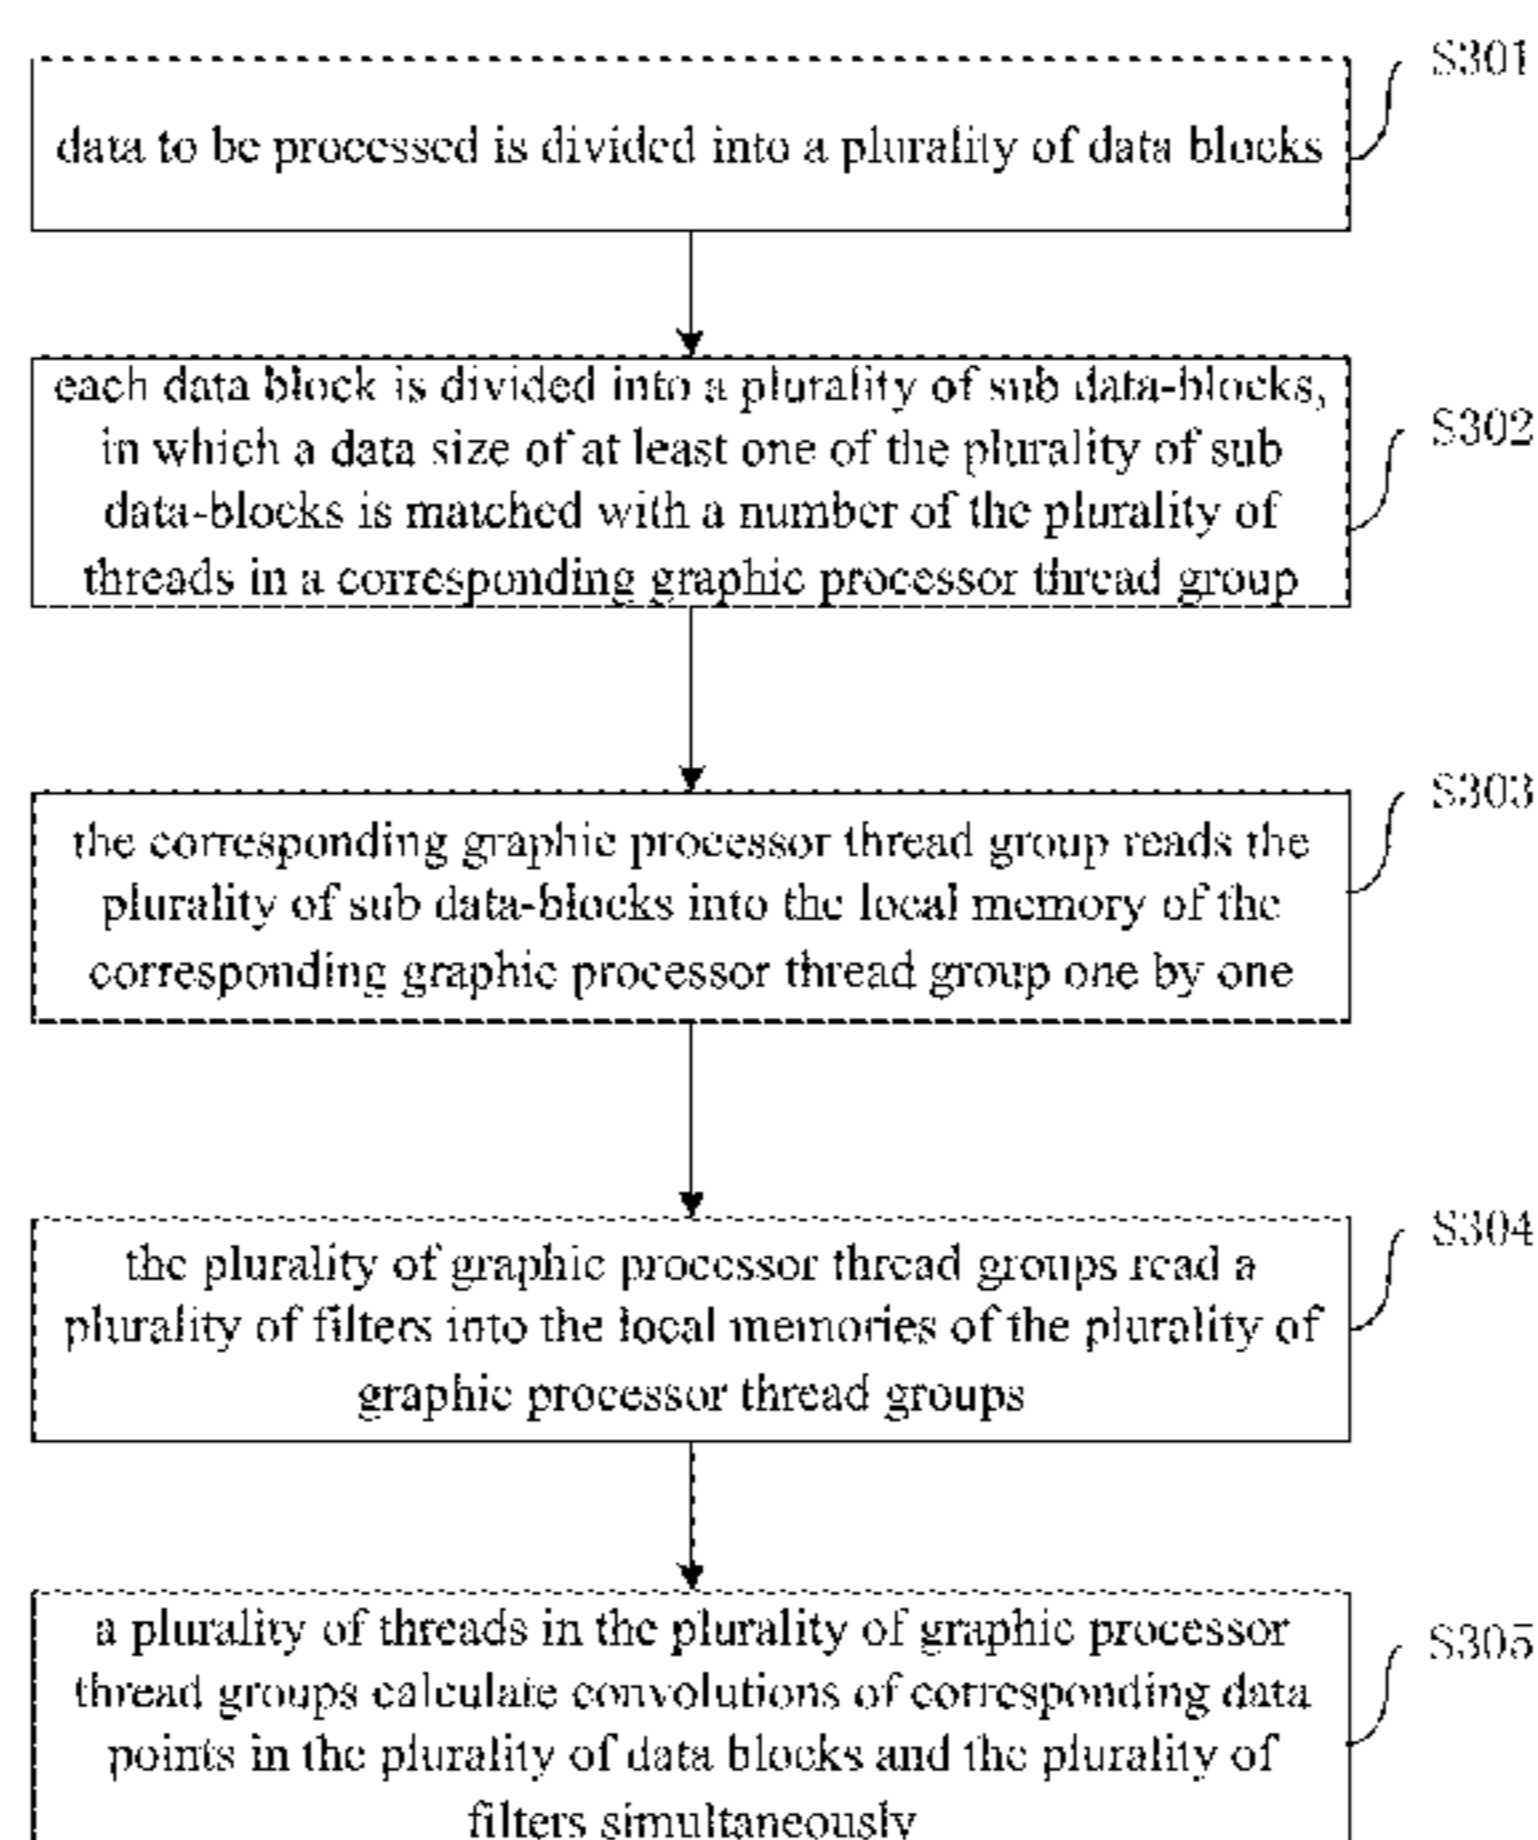 S301
data to be processed is divided into a plurality of data blocks
each data block is divided into a plurality of sub data-blocks,
in which a data size of at least one of the plurality of sub
data-blocks is matched with a number of the plurality of
threads in a corresponding graphic processor thread group
S302
the corresponding graphic processor thread group reads the
plurality of sub data-blocks into the local memory of the
corresponding graphic processor thread group one by one
S303
the plurality of graphic processor thread groups read a
plurality of filters into the local memories of the plurality of
graphic processor thread groups
S304
a plurality of threads in the plurality of graphic processor
thread groups calculate convolutions of corresponding data
points in the plurality of data blocks and the plurality of
filters simultaneously
S305